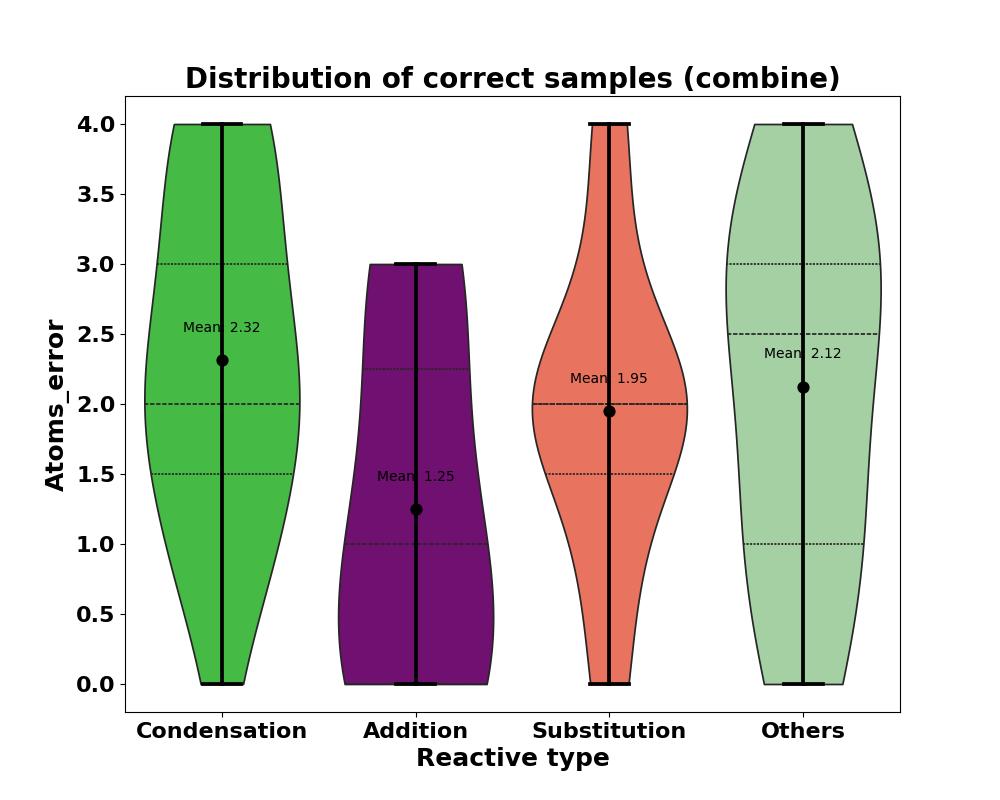 Distribution of correct samples (combine)
Atoms_error
4.0
3.5
3.0
2.5
2.0
1.5
1.0
0.5
0.0
Mean: 2.32
Mean: 1.25
Mean: 1.95
Mean: 2.12
Condensation
Addition
Substitution
Others
Reactive type